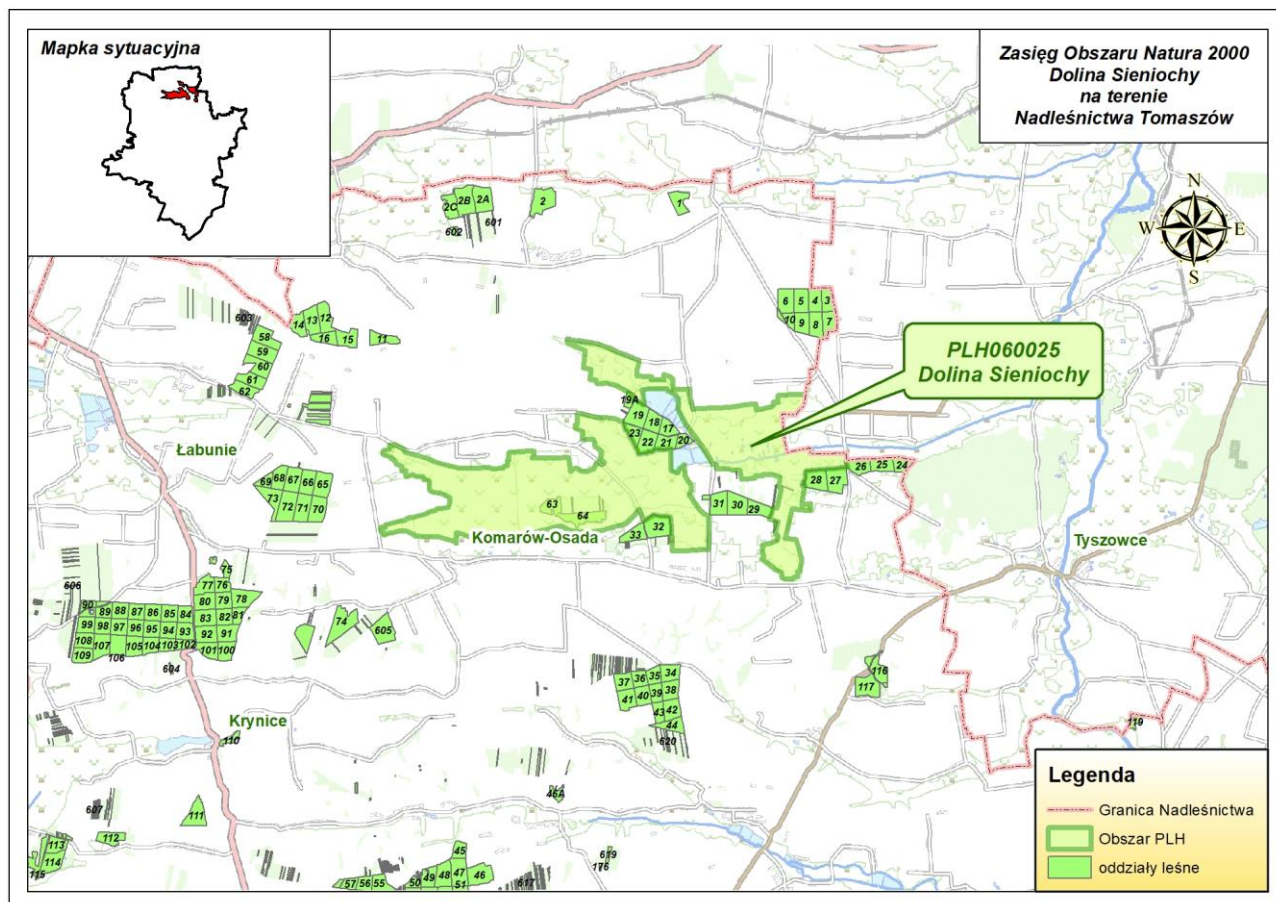 Mapka sytuacyjna
Zasięg Obszaru Natura 2000
Dolina Sieniochy
na terenie
Nadleśnictwa Tomaszów
N
W E
S
2C 2B 2A 2 1
602 601
6 5 4 3
10 9 8 7
603 14 13 12
16 15 11
58
59
60
61
62
PLH060025
Dolina Sieniochy
19A
19 18 17
23 22 21 20
Łabunie
69 68 67 66 65
73 72 71 70
28 27 26 25 24
63
64
31 30 29
33 32
Komarów-Osada
Tyszowce
75
77 76
606
90 89 88 87 86 85 84 80 79 78
99 98 97 96 95 94 93 83 82 81
108 107 105 104 103 102 92 91
109 106 101 100
604
74 605
37 36 35 34
41 40 39 38
43 42
44
620
116
117
119
Krynice
110
46A
607
111
112
113
114
115
45
57 56 55 50 49 48 47 46
51
617
619
176
Legenda
Granica Nadleśnictwa
Obszar PLH
oddziały leśne